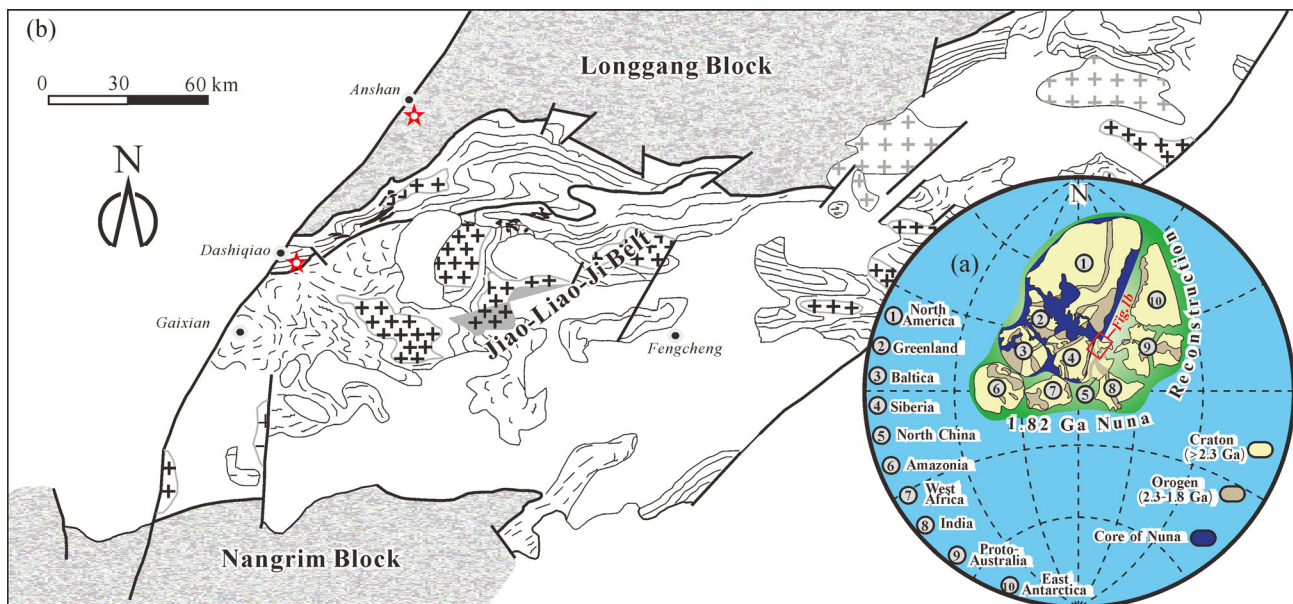 (b)
0 30 60 km
Anshan
Longgang Block
N
Dashiqiao
Gaixian
Jiao-Liao-Ji Belt
Fengcheng
Nangrim Block
(a)
N
1
2
3
4
5
6
7
8
9
10
Fig.1b
Reconstruction
1.82 Ga Nuna
1 North
America
2 Greenland
3 Baltica
4 Siberia
5 North China
6 Amazonia
7 West
Africa
8 India
9 Proto-
Australia
10 East
Antarctica
Craton
(>2.3 Ga)
Orogen
(2.3-1.8 Ga)
Core of Nuna